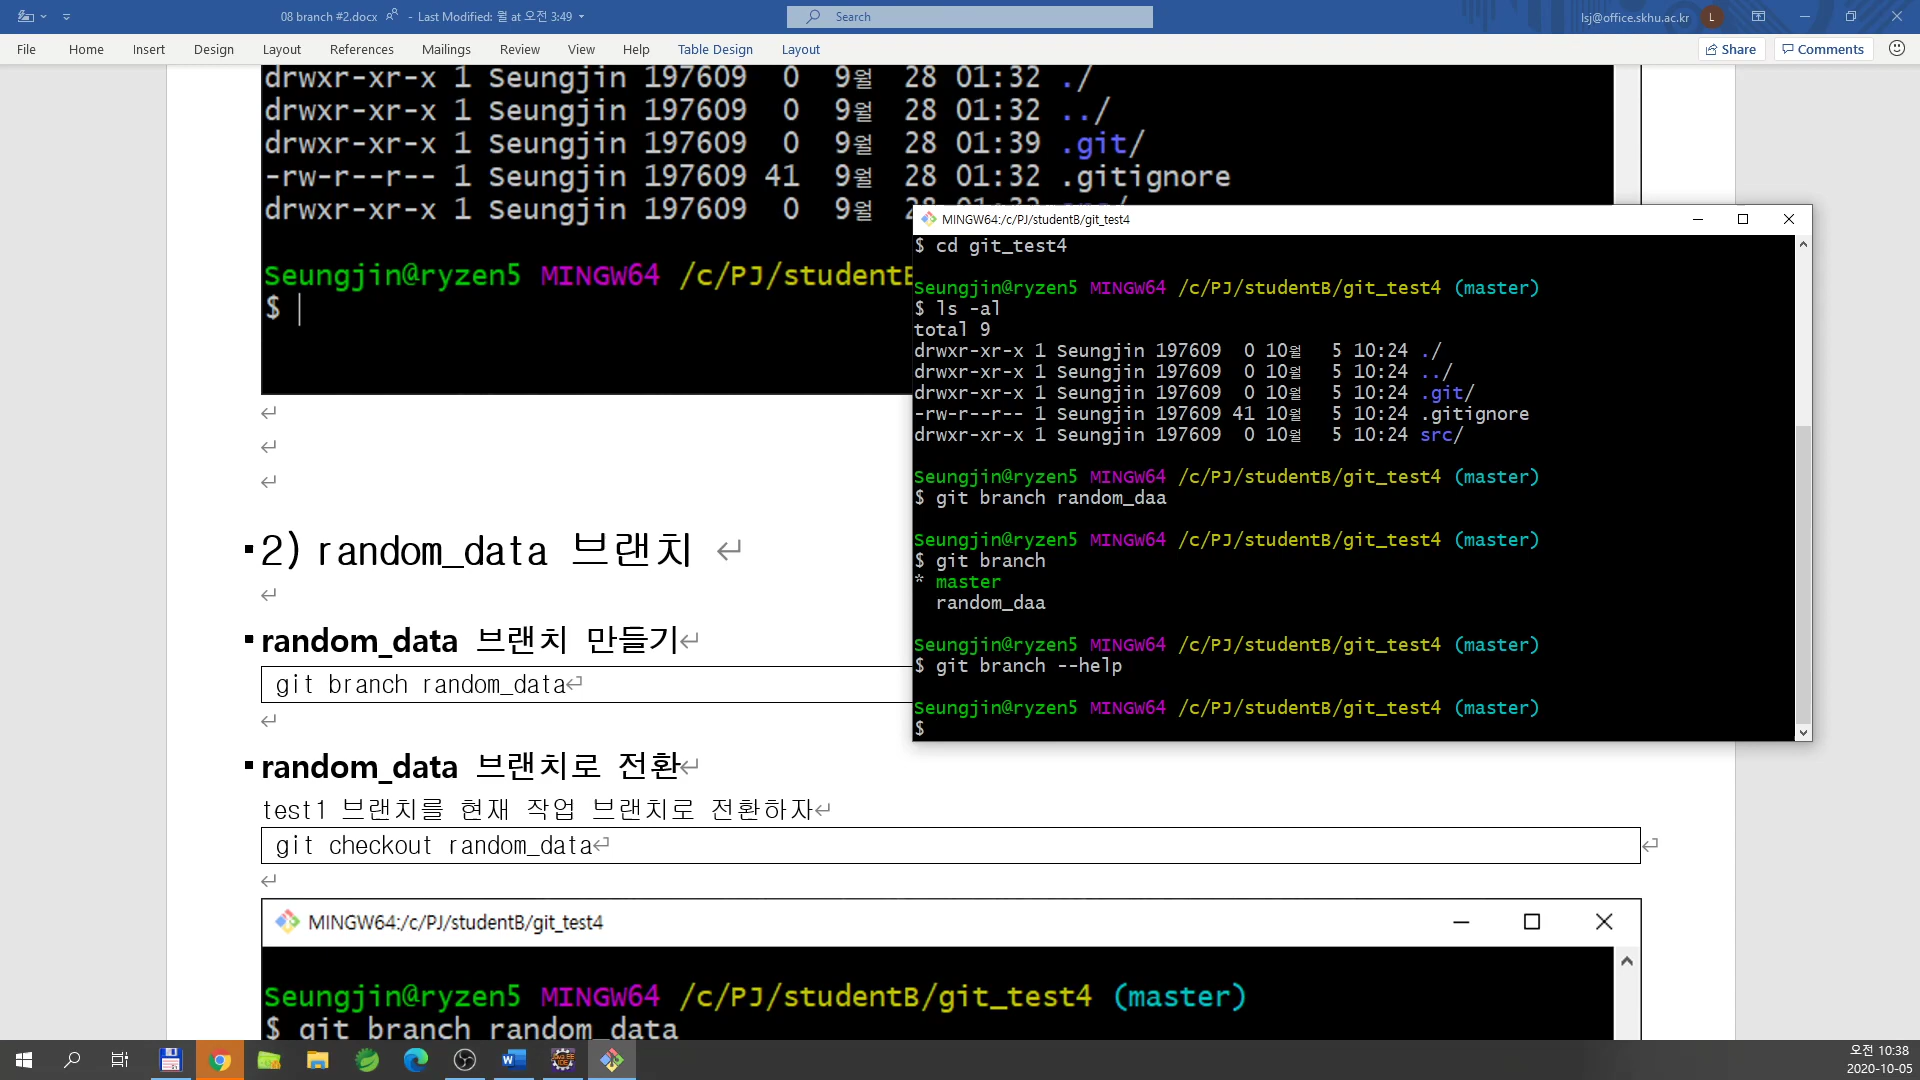 08 branch #2.docx - Last Modified: 월 at 오전 3:49
Search
lsj@office.skhu.ac.kr L
File Home Insert Design Layout References Mailings Review View Help Table Design Layout Share Comments
drwxr-xr-x 1 Seungjin 197609 0 9월 28 01:32 ./
drwxr-xr-x 1 Seungjin 197609 0 9월 28 01:32 ../
drwxr-xr-x 1 Seungjin 197609 0 9월 28 01:39 .git/
-rw-r--r-- 1 Seungjin 197609 41 9월 28 01:32 .gitignore
drwxr-xr-x 1 Seungjin 197609 0 9월 28
Seungjin@ryzen5 MINGW64 /c/PJ/studentB
$
2) random_data 브랜치
random_data 브랜치 만들기
git branch random_data
random_data 브랜치로 전환
test1 브랜치를 현재 작업 브랜치로 전환하자
git checkout random_data
MINGW64:/c/PJ/studentB/git_test4
Seungjin@ryzen5 MINGW64 /c/PJ/studentB/git_test4 (master)
$ git branch random_data
MINGW64:/c/PJ/studentB/git_test4
$ cd git_test4
Seungjin@ryzen5 MINGW64 /c/PJ/studentB/git_test4 (master)
$ ls -al
total 9
drwxr-xr-x 1 Seungjin 197609 0 10월 5 10:24 ./
drwxr-xr-x 1 Seungjin 197609 0 10월 5 10:24 ../
drwxr-xr-x 1 Seungjin 197609 0 10월 5 10:24 .git/
-rw-r--r-- 1 Seungjin 197609 41 10월 5 10:24 .gitignore
drwxr-xr-x 1 Seungjin 197609 0 10월 5 10:24 src/
Seungjin@ryzen5 MINGW64 /c/PJ/studentB/git_test4 (master)
$ git branch random_daa
Seungjin@ryzen5 MINGW64 /c/PJ/studentB/git_test4 (master)
$ git branch
* master
random_daa
Seungjin@ryzen5 MINGW64 /c/PJ/studentB/git_test4 (master)
$ git branch --help
Seungjin@ryzen5 MINGW64 /c/PJ/studentB/git_test4 (master)
$
오전 10:38
2020-10-05